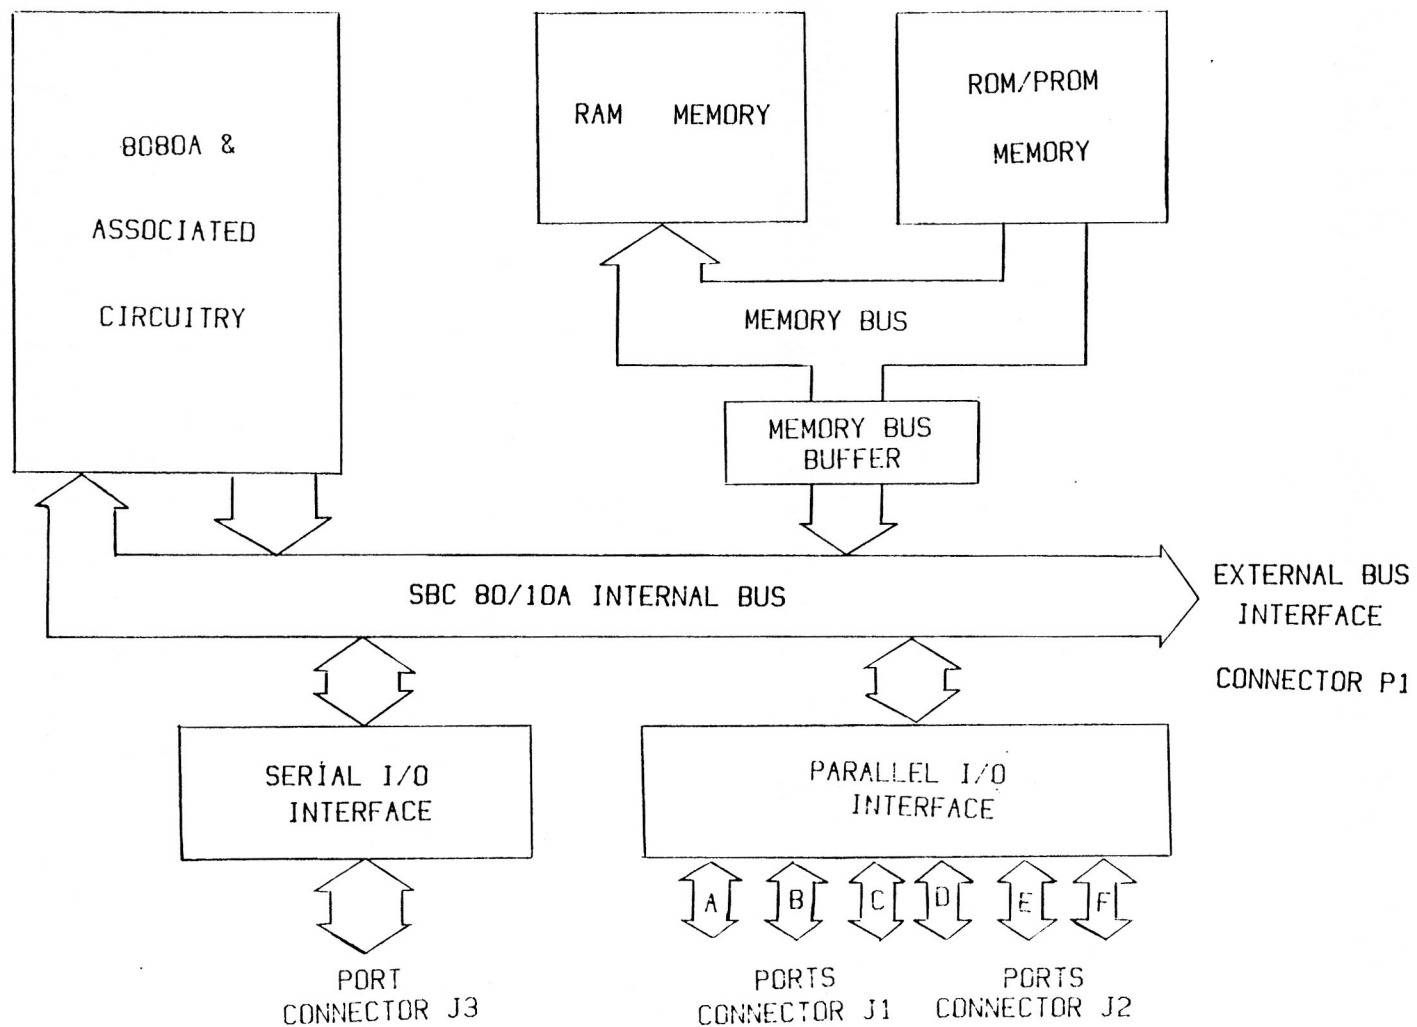 8080A &
ASSOCIATED
CIRCUITRY
RAM MEMORY
ROM/PROM
MEMORY
MEMORY BUS
MEMORY BUS
BUFFER
SBC 80/10A INTERNAL BUS
EXTERNAL BUS
INTERFACE
CONNECTOR P1
SERIAL I/O
INTERFACE
PARALLEL I/O
INTERFACE
A B C D E F
PORT
CONNECTOR J3
PORTS
CONNECTOR J1
PORTS
CONNECTOR J2